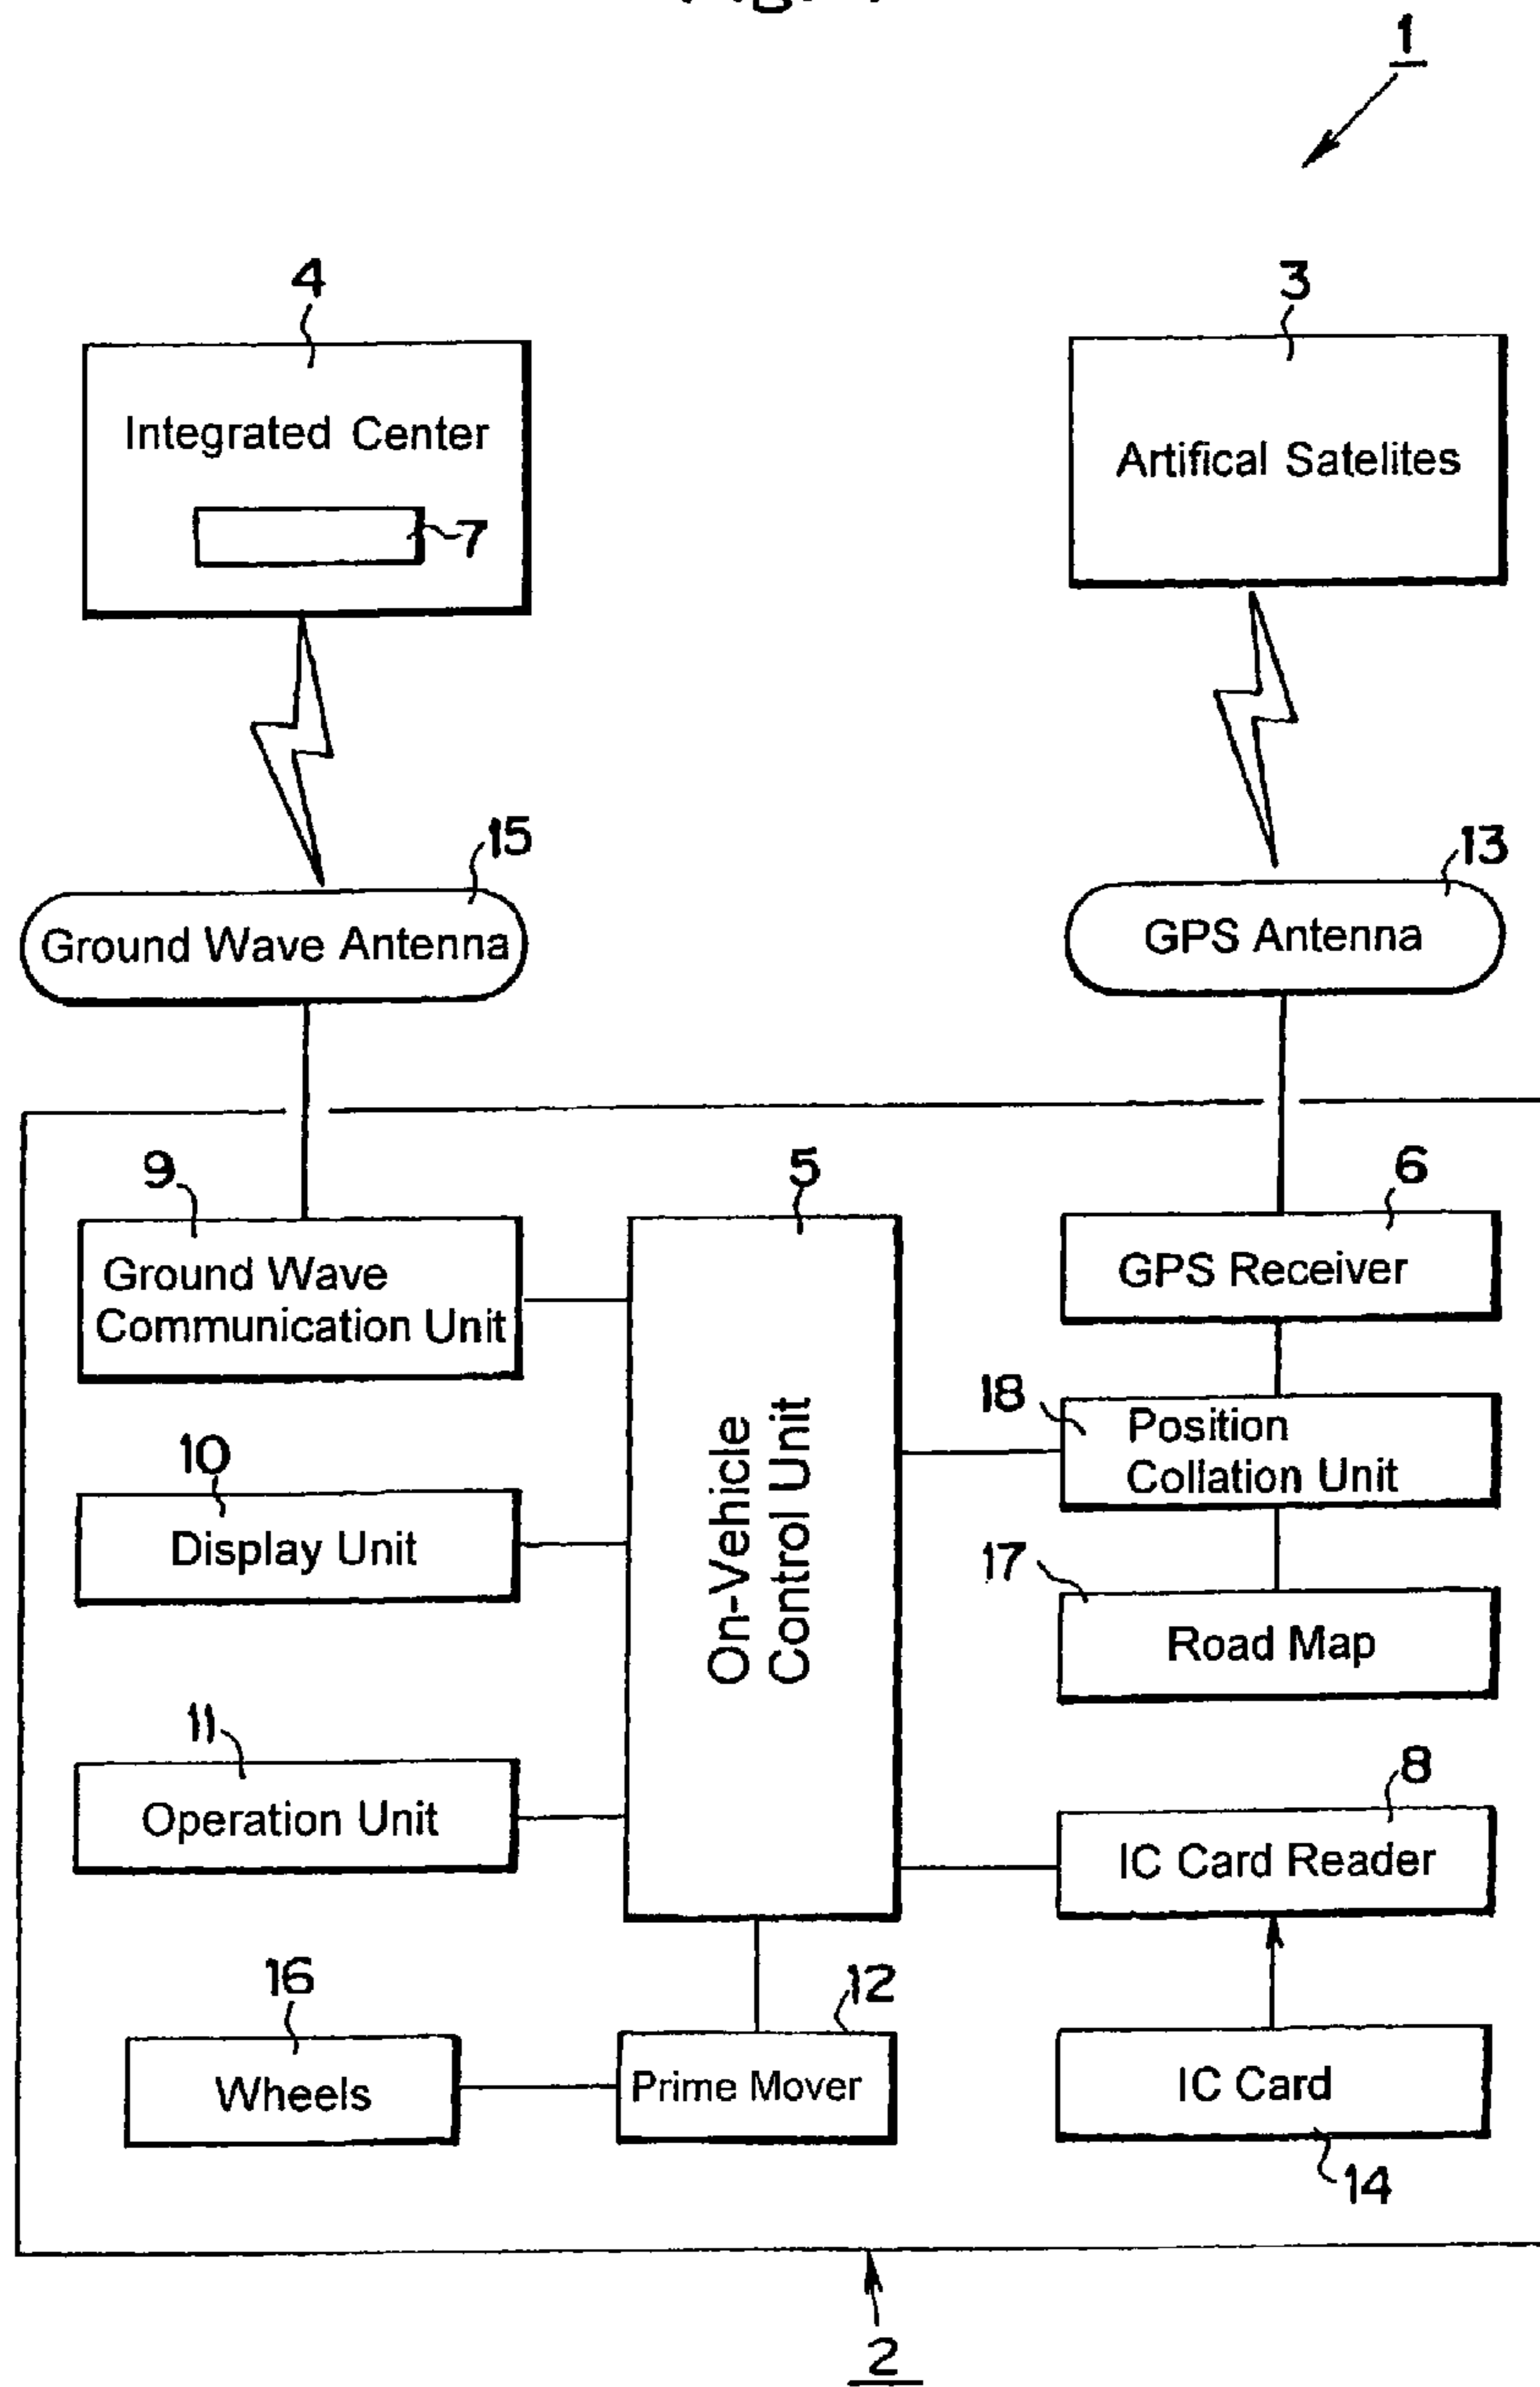 1
4
3
Integrated Center
7
Artifical Satelites
15
13
Ground Wave Antenna
GPS Antenna
9
5
6
Ground Wave
Communication Unit
GPS Receiver
18
Position
Collation Unit
On-Vehicle
Control Unit
10
Display Unit
17
Road Map
11
Operation Unit
8
IC Card Reader
16
Wheels
12
Prime Mover
IC Card
14
2